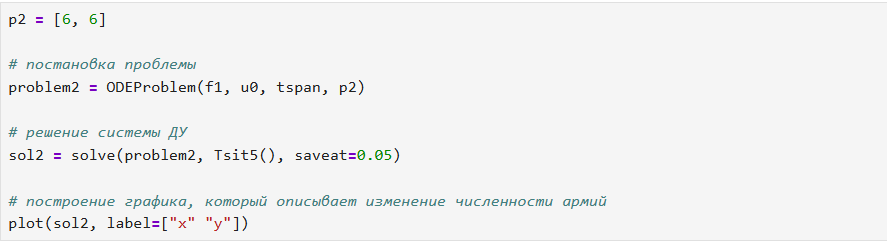 p2 = [6, 6]
# постановка проблемы
problem2 = ODEProblem(f1, u0, tspan, p2)
# решение системы ДУ
sol2 = solve(problem2, Tsit5(), saveat=0.05)
# построение графика, который описывает изменение численности армий
plot(sol2, label=["x" "y"])